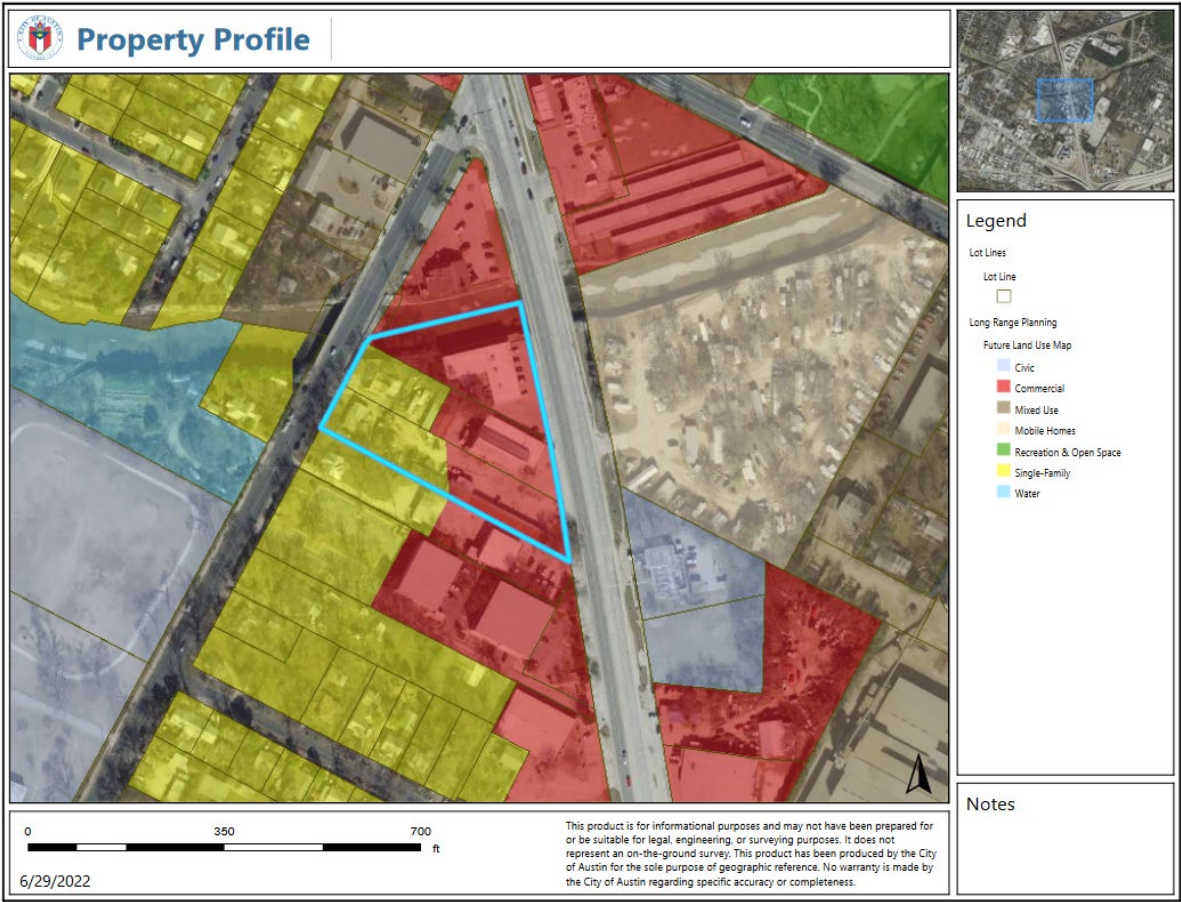 CITY OF AUSTIN
Property Profile
Legend
Lot Lines
Lot Line
Long Range Planning
Future Land Use Map
Civic
Commercial
Mixed Use
Mobile Homes
Recreation & Open Space
Single-Family
Water
Notes
0 350 700
ft
6/29/2022
This product is for informational purposes and may not have been prepared for
or be suitable for legal, engineering, or surveying purposes. It does not
represent an on-the-ground survey. This product has been produced by the City
of Austin for the sole purpose of geographic reference. No warranty is made by
the City of Austin regarding specific accuracy or completeness.